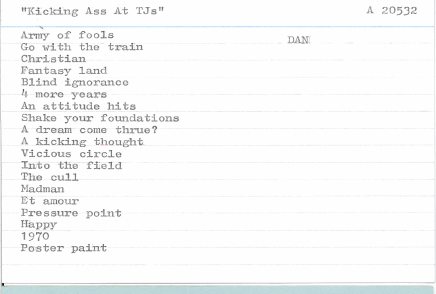 "Kicking Ass At TJs" A 20532
Army of fools
DAN
Go with the train
Christian
Fantasy land
Blind ignorance
4 more years
An attitude hits
Shake your foundations
A dream come thrue?
A kicking thought
Vicious circle
Into the field
The cull
Madman
Et amour
Pressure point
Happy
1970
Poster paint